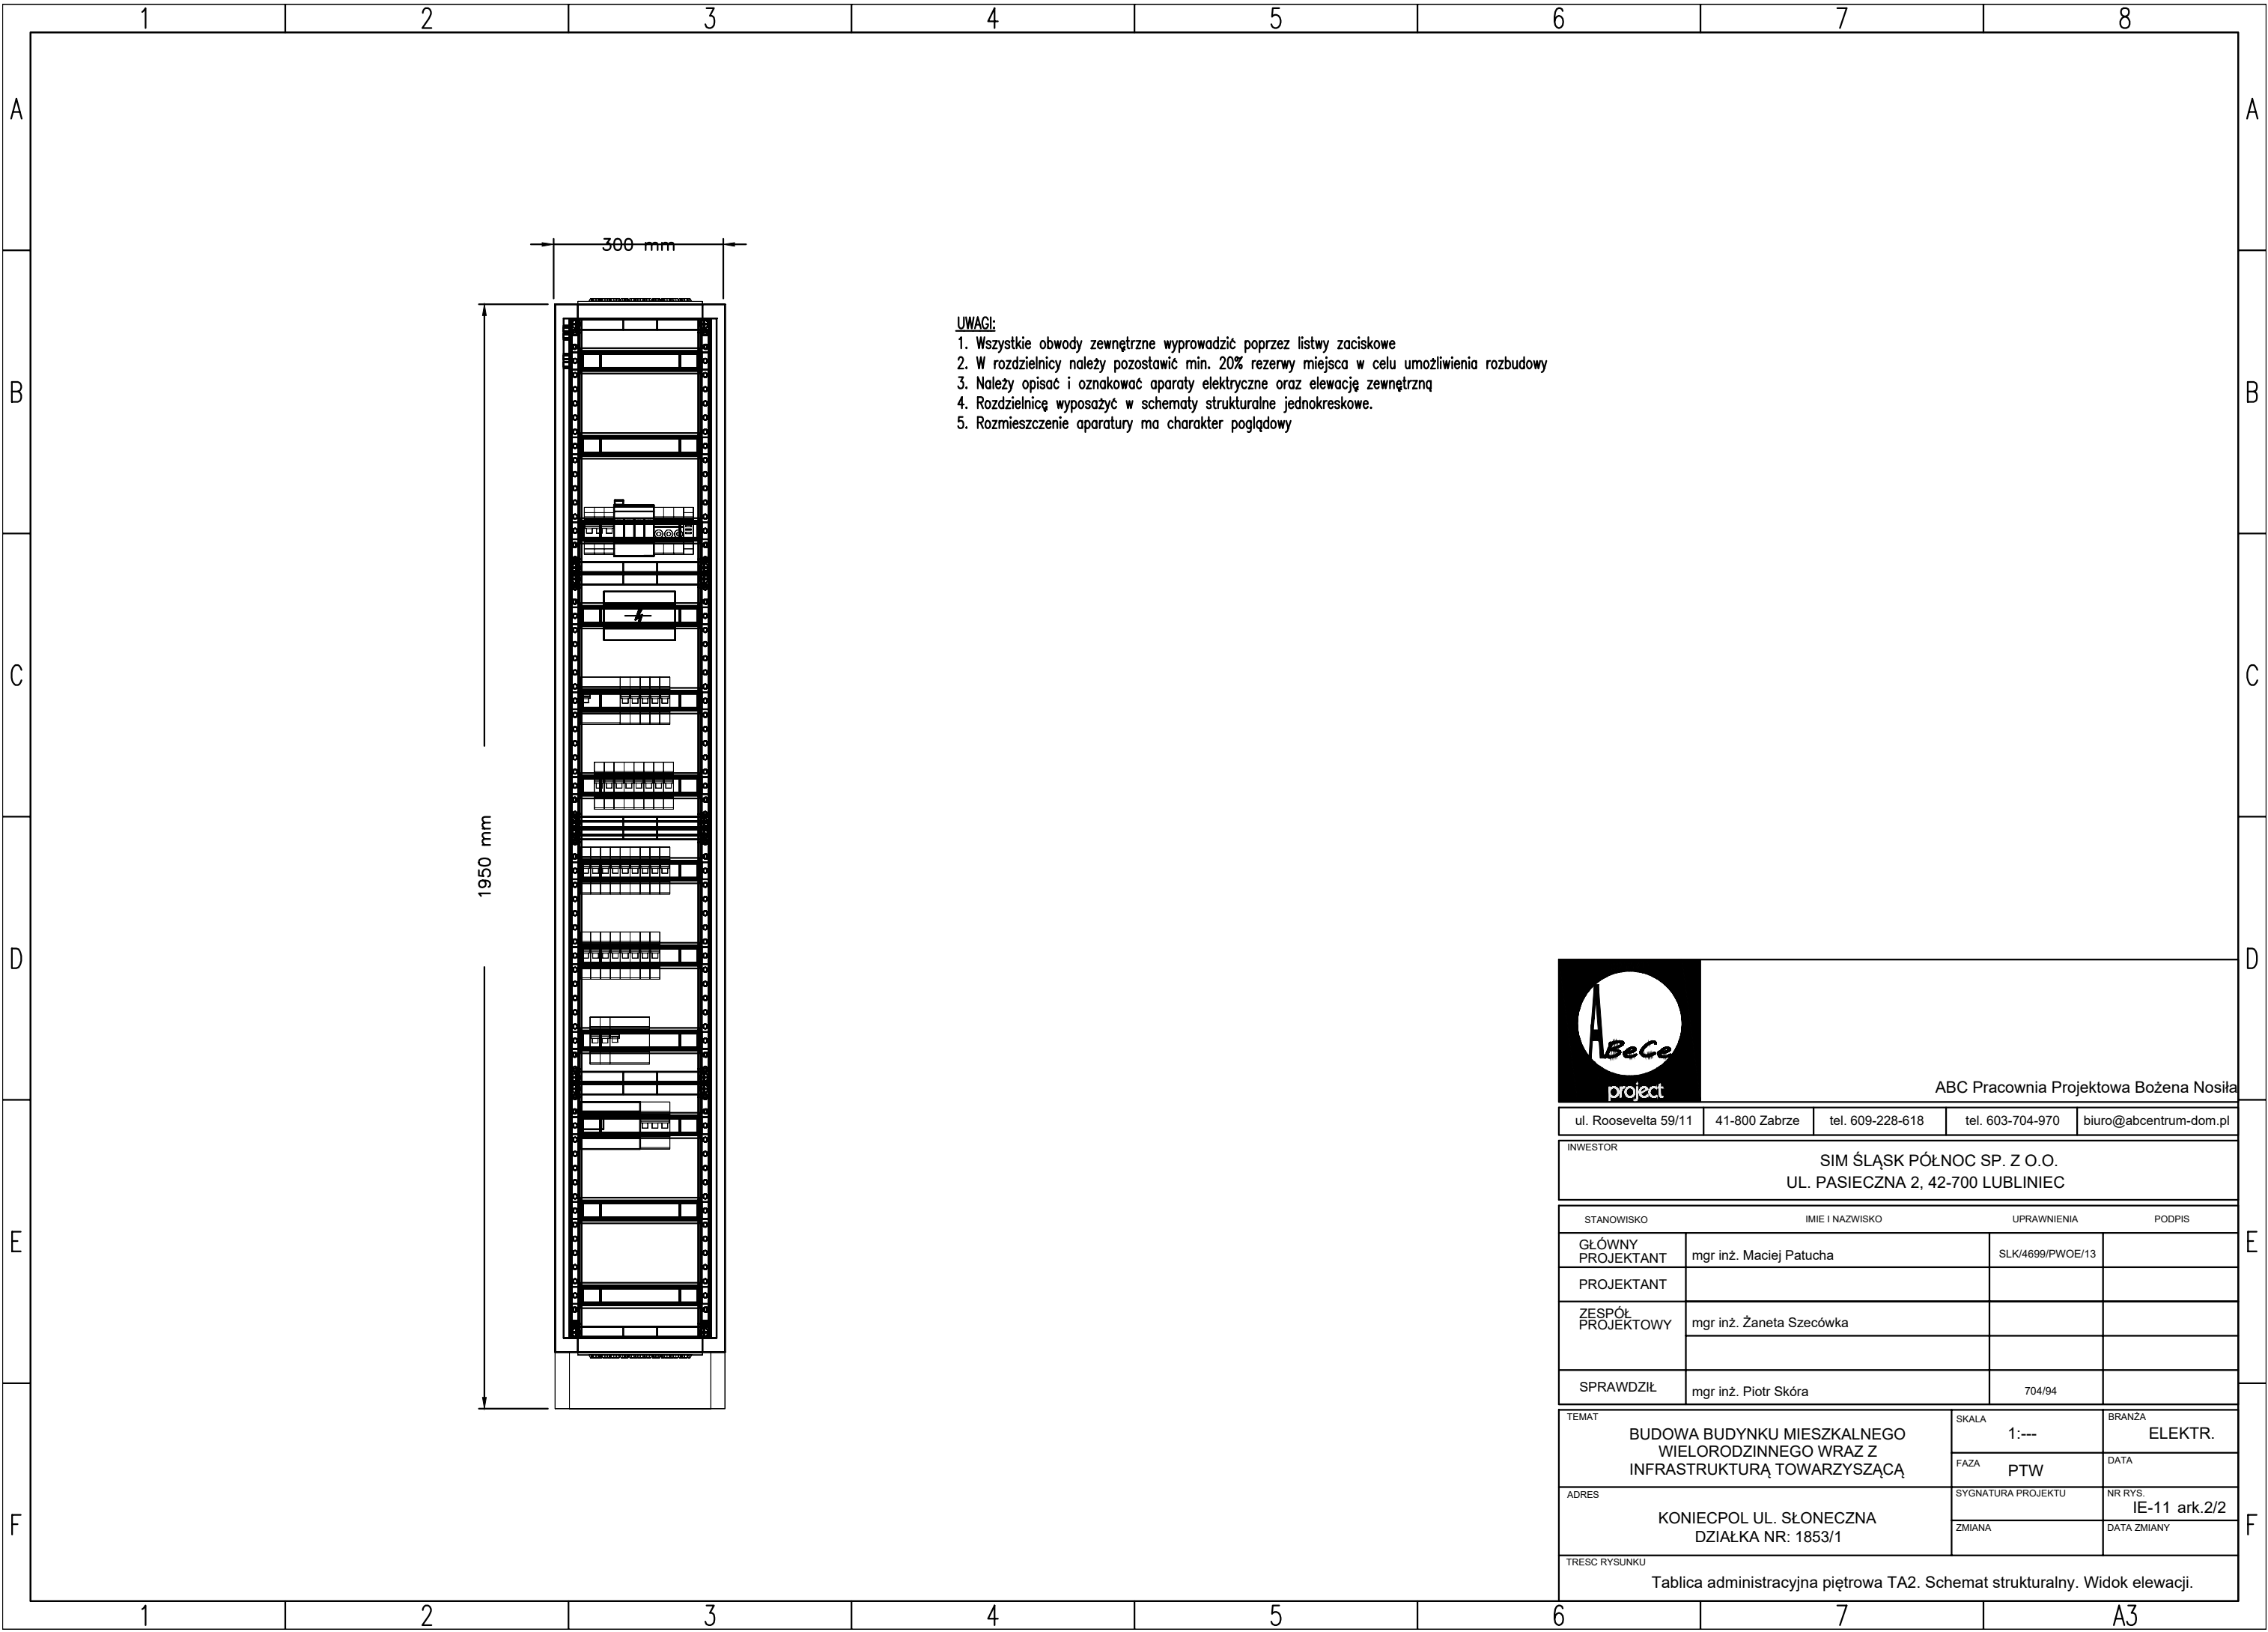 1 2 3 4 5 6 7 8
A A
B B
C C
D D
E E
F F
300 mm
1950 mm
UWAGI:
1. Wszystkie obwody zewnętrzne wyprowadzić poprzez listwy zaciskowe
2. W rozdzielnicy należy pozostawić min. 20% rezerwy miejsca w celu umożliwienia rozbudowy
3. Należy opisać i oznakować aparaty elektryczne oraz elewację zewnętrzną
4. Rozdzielnicę wyposażyć w schematy strukturalne jednokreskowe.
5. Rozmieszczenie aparatury ma charakter poglądowy
ABeCe
project
ABC Pracownia Projektowa Bożena Nosiła
ul. Roosevelta 59/11 41-800 Zabrze tel. 609-228-618 tel. 603-704-970 biuro@abcentrum-dom.pl
INWESTOR
SIM ŚLĄSK PÓŁNOC SP. Z O.O.
UL. PASIECZNA 2, 42-700 LUBLINIEC
STANOWISKO IMIE I NAZWISKO UPRAWNIENIA PODPIS
GŁÓWNY
PROJEKTANT mgr inż. Maciej Patucha SLK/4699/PWOE/13
PROJEKTANT
ZESPÓŁ
PROJEKTOWY mgr inż. Żaneta Szecówka
SPRAWDZIŁ mgr inż. Piotr Skóra 704/94
TEMAT
BUDOWA BUDYNKU MIESZKALNEGO
WIELORODZINNEGO WRAZ Z
INFRASTRUKTURĄ TOWARZYSZĄCĄ
SKALA
1:---
BRANŻA
ELEKTR.
FAZA
PTW
DATA
ADRES
KONIECPOL UL. SŁONECZNA
DZIAŁKA NR: 1853/1
SYGNATURA PROJEKTU
NR RYS.
IE-11 ark.2/2
ZMIANA
DATA ZMIANY
TRESC RYSUNKU
Tablica administracyjna piętrowa TA2. Schemat strukturalny. Widok elewacji.
1 2 3 4 5 6 7 A3